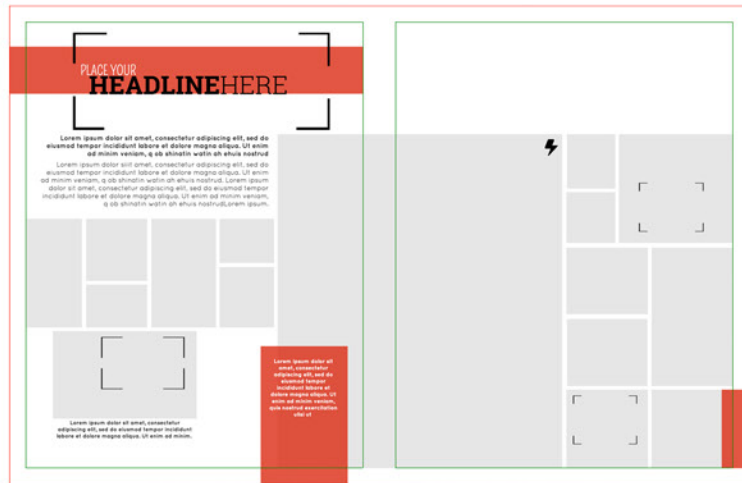 PLACE YOUR
HEADLINEHERE
Lorem ipsum dolor sit amet, consectetur adipiscing elit, sed do
eiusmod tempor incididunt labore et dolore magna aliqua. Ut enim
ad minim veniam, q ob shinatin watin ah ehuis nostrud
Lorem ipsum dolor siit amet, consectetur adipiscing elit, sed do
eiusmod tempor incididunt labore et dolore magna aliqua. Ut enim
ad minim veniam, q ob shinatin watin ah ehuis nostrud. Lorem ipsum
dolor sit amet, consectetur adipiscing elit, sed do eiusmod tempor
incididunt labore et dolore magna aliqua. Ut enim ad minim veniam,
q ob shinatin watin ah ehuis nostrudLorem ipsum.
Lorem ipsum dolor sit amet, consectetur
adipiscing elit, sed do eiusmod tempor incididunt
labore et dolore magna aliqua. Ut enim ad minim.
Lorem ipsum dolor sit
amet, consectetur
adipiscing elit, sed do
eiusmod tempor
incididunt labore et
dolore magna aliqua. Ut
enim ad minim veniam,
quis nostrud exercitation
ullal ut